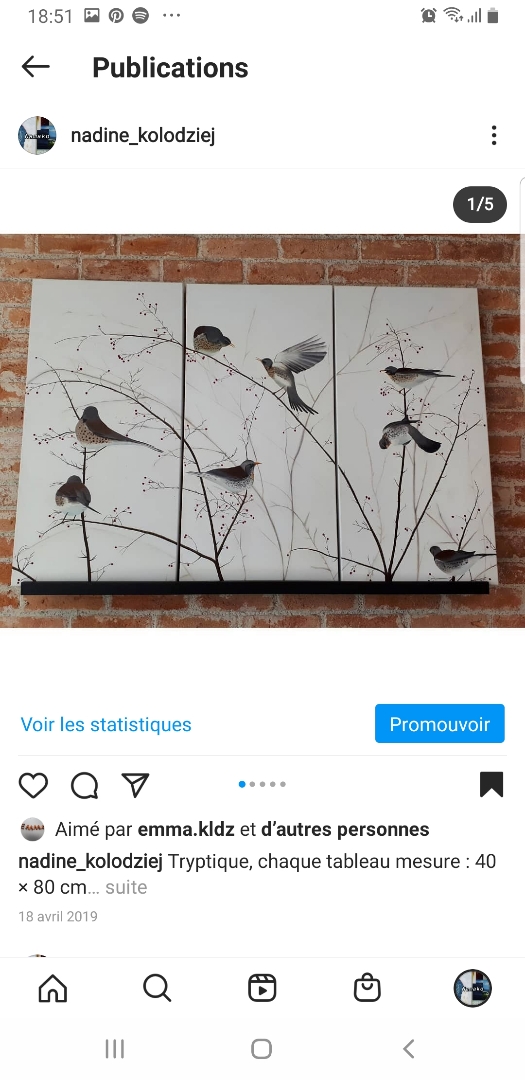 18:51
Publications
nadine_kolodziej
1/5
Voir les statistiques
Promouvoir
Aimé par emma.kldz et d’autres personnes
nadine_kolodziej Tryptique, chaque tableau mesure : 40
× 80 cm... suite
18 avril 2019